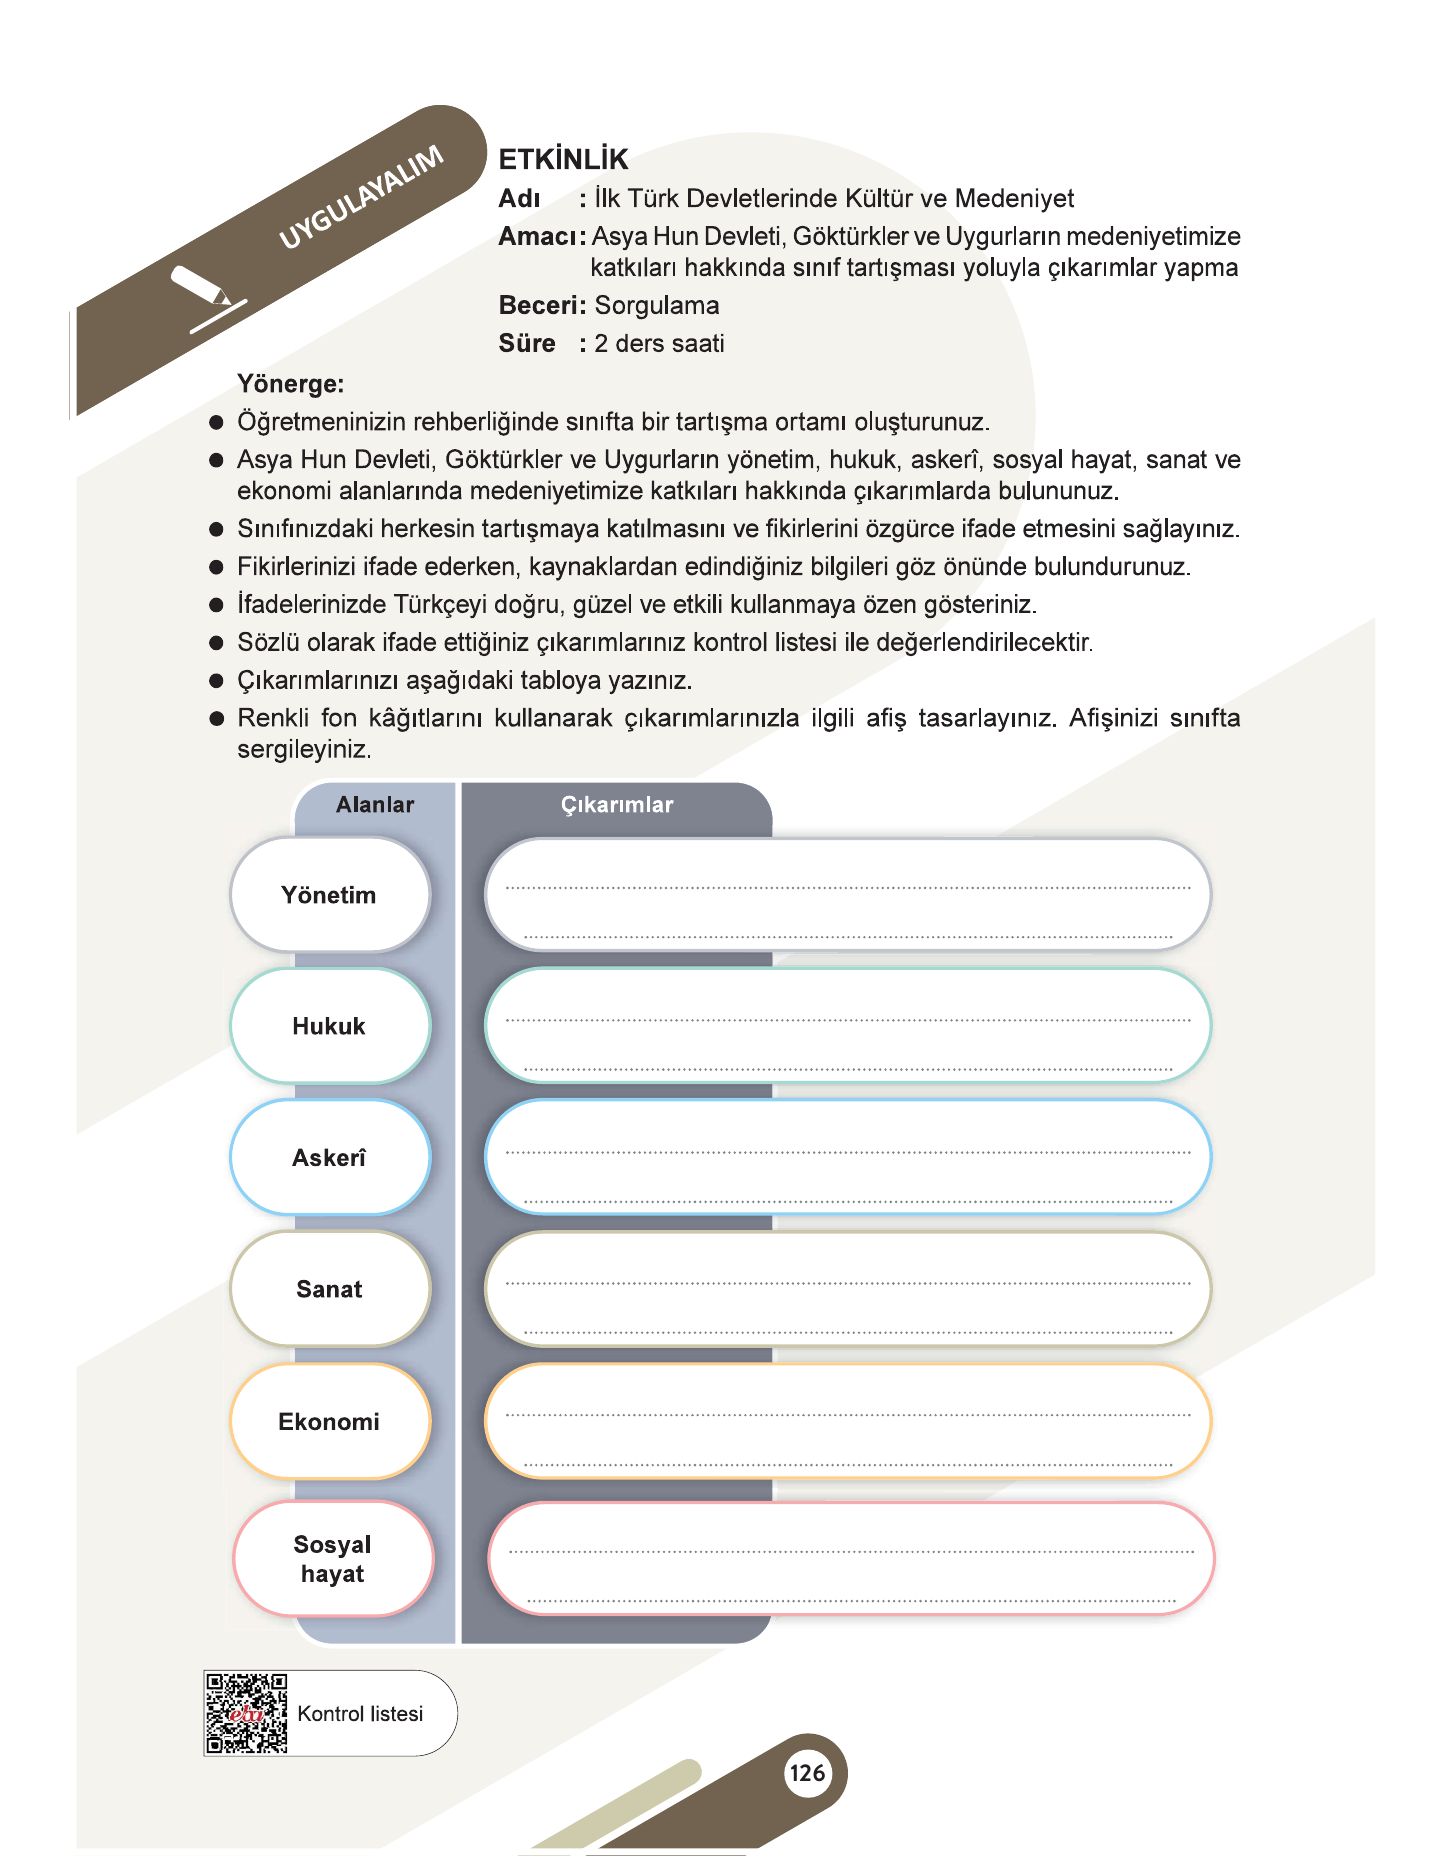 UYGULAYALIM
ETKİNLİK
Adı : İlk Türk Devletlerinde Kültür ve Medeniyet
Amacı: Asya Hun Devleti, Göktürkler ve Uygurların medeniyetimize
katkıları hakkında sınıf tartışması yoluyla çıkarımlar yapma
Beceri: Sorgulama
Süre : 2 ders saati
Yönerge:
● Öğretmeninizin rehberliğinde sınıfta bir tartışma ortamı oluşturunuz.
● Asya Hun Devleti, Göktürkler ve Uygurların yönetim, hukuk, askerî, sosyal hayat, sanat ve
ekonomi alanlarında medeniyetimize katkıları hakkında çıkarımlarda bulununuz.
● Sınıfınızdaki herkesin tartışmaya katılmasını ve fikirlerini özgürce ifade etmesini sağlayınız.
● Fikirlerinizi ifade ederken, kaynaklardan edindiğiniz bilgileri göz önünde bulundurunuz.
● İfadelerinizde Türkçeyi doğru, güzel ve etkili kullanmaya özen gösteriniz.
● Sözlü olarak ifade ettiğiniz çıkarımlarınız kontrol listesi ile değerlendirilecektir.
● Çıkarımlarınızı aşağıdaki tabloya yazınız.
● Renkli fon kâğıtlarını kullanarak çıkarımlarınızla ilgili afiş tasarlayınız. Afişinizi sınıfta
sergileyiniz.
Alanlar Çıkarımlar
Yönetim
Hukuk
Askerî
Sanat
Ekonomi
Sosyal
hayat
eba
Kontrol listesi
126